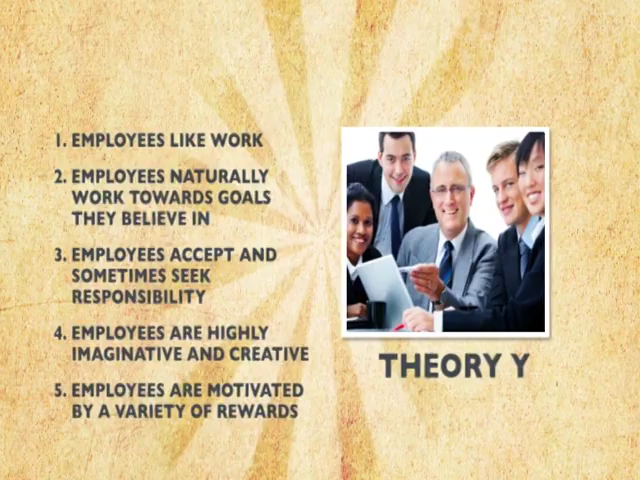 1. EMPLOYEES LIKE WORK
2. EMPLOYEES NATURALLY
WORK TOWARDS GOALS
THEY BELIEVE IN
3. EMPLOYEES ACCEPT AND
SOMETIMES SEEK
RESPONSIBILITY
4. EMPLOYEES ARE HIGHLY
IMAGINATIVE AND CREATIVE
5. EMPLOYEES ARE MOTIVATED
BY A VARIETY OF REWARDS
THEORY Y